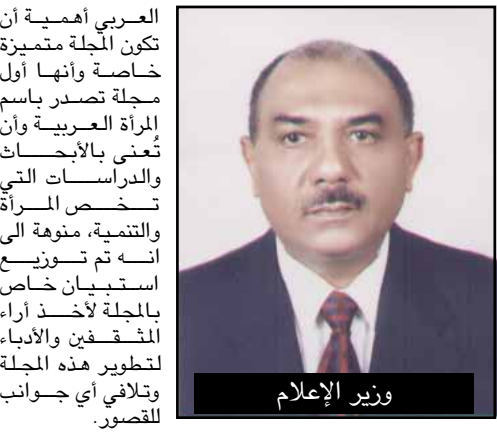 العربي أهمية أن
تكون المجلة متميزة
خاصة وأنها أول
مجلة تصدر باسم
المرأة العربية وأن
تُعنى بالأبحاث
والدراسات التي
تخص المرأة
والتنمية، منوهة الى
انه تم توزيع
استبيان خاص
بالمجلة لأخذ أراء
المثقفين والأدباء
لتطوير هذه المجلة
وتلافي أي جوانب
للقصور.
وزير الإعلام